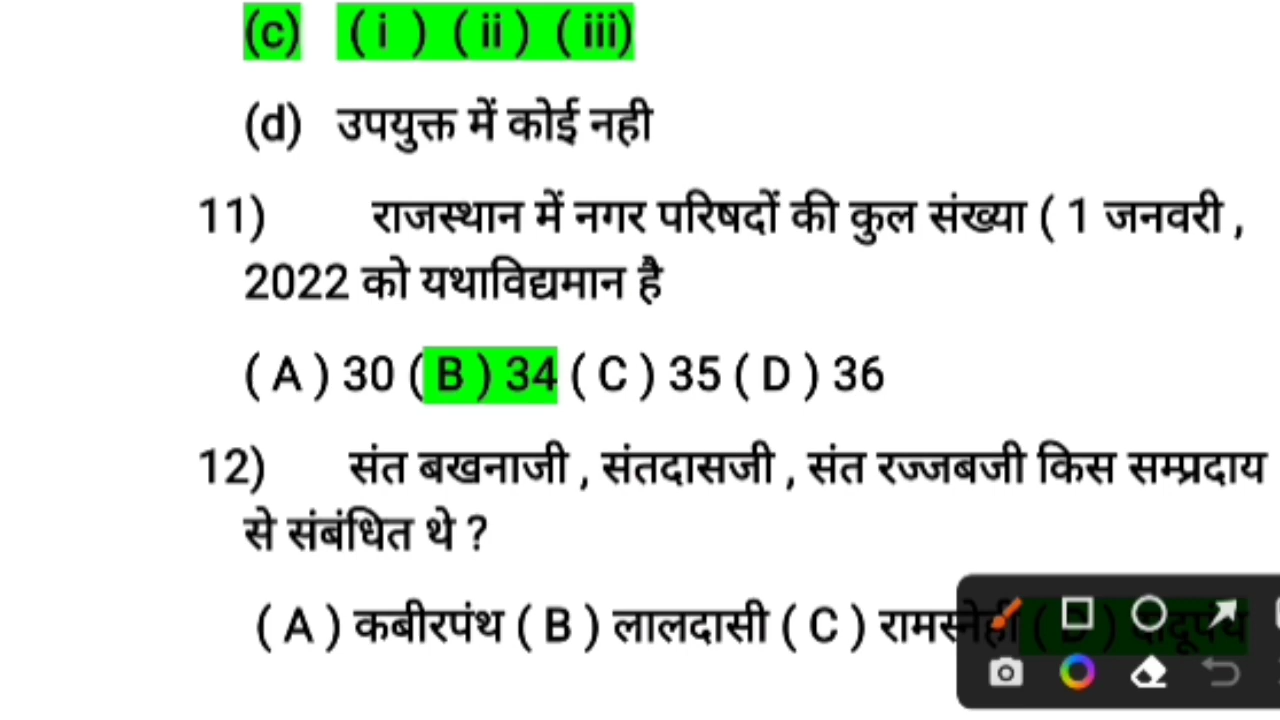 (c) ( i ) ( ii ) ( iii)
(d) उपयुक्त में कोई नही
11) राजस्थान में नगर परिषदों की कुल संख्या ( 1 जनवरी ,
2022 को यथाविद्यमान है
( A ) 30 ( B ) 34 ( C ) 35 ( D ) 36
12) संत बखनाजी , संतदासजी , संत रज्जबजी किस सम्प्रदाय
से संबंधित थे ?
( A ) कबीरपंथ ( B ) लालदासी ( C ) रामस्नेही ( D ) दादूपंथ